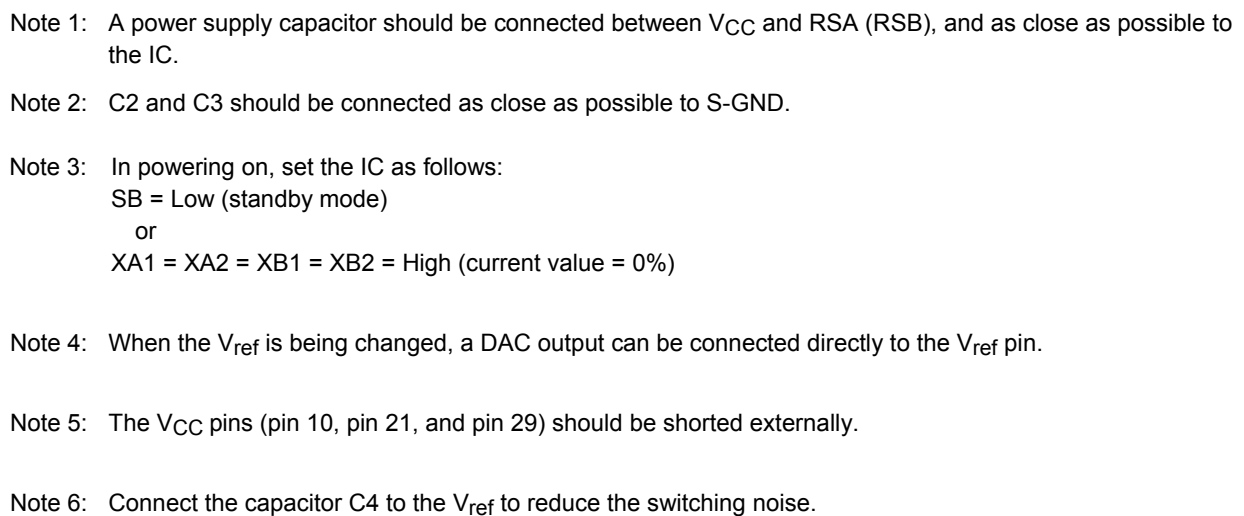 Note 1: A power supply capacitor should be connected between VCC and RSA (RSB), and as close as possible to
the IC.
Note 2: C2 and C3 should be connected as close as possible to S-GND.
Note 3: In powering on, set the IC as follows:
SB = Low (standby mode)
or
XA1 = XA2 = XB1 = XB2 = High (current value = 0%)
Note 4: When the Vref is being changed, a DAC output can be connected directly to the Vref pin.
Note 5: The VCC pins (pin 10, pin 21, and pin 29) should be shorted externally.
Note 6: Connect the capacitor C4 to the Vref to reduce the switching noise.